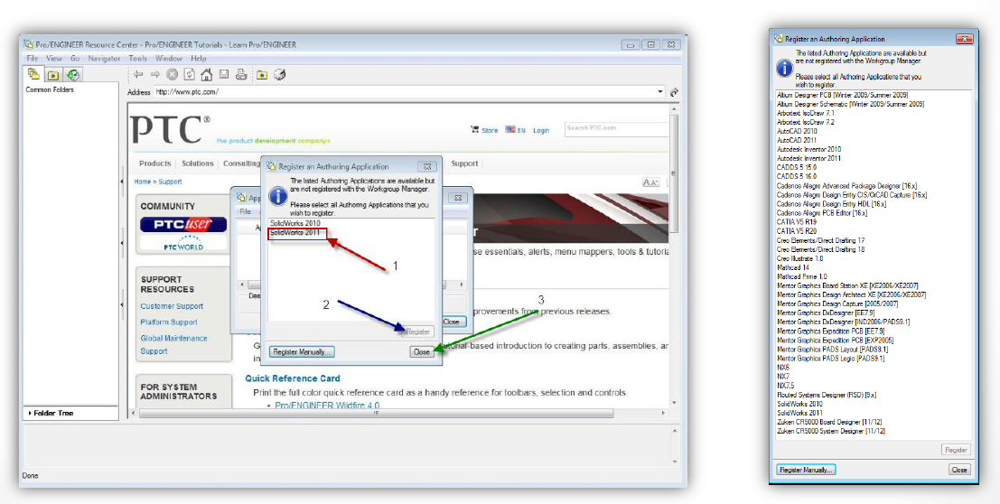 Pro/ENGINEER Resource Center - Pro/ENGINEER Tutorials - Learn Pro/ENGINEER
File View Go Navigator Tools Window Help
Common Folders
Address http://www.ptc.com/
PTC®
the product development company®
Store EN Login Search PTC.com
Products Solutions Consulting Support
Home > Support
A A
COMMUNITY
PTCuser
PTCWORLD
SUPPORT
RESOURCES
Customer Support
Platform Support
Global Maintenance
Support
FOR SYSTEM
ADMINISTRATORS
File
Close
Register an Authoring Application
The listed Authoring Applications are available but
are not registered with the Workgroup Manager.
Please select all Authoring Applications that you
wish to register.
SolidWorks 2010
SolidWorks 2011
Register
Register Manually...
Close
1
2
3
se essentials, alerts, menu mappers, tools & tutoria
provements from previous releases.
tutorial-based introduction to creating parts, assemblies, ar
in
Quick Reference Card
Print the full color quick reference card as a handy reference for toolbars, selection and controls.
• Pro/ENGINEER Wildfire 4.0
Folder Tree
Done
Register an Authoring Application
The listed Authoring Applications are available but
are not registered with the Workgroup Manager.
Please select all Authoring Applications that you
wish to register.
Altium Designer PCB [Winter 2009/Summer 2009]
Altium Designer Schematic [Winter 2009/Summer 2009]
Arbortext IsoDraw 7.1
Arbortext IsoDraw 7.2
AutoCAD 2010
AutoCAD 2011
Autodesk Inventor 2010
Autodesk Inventor 2011
CADDS 5 15.0
CADDS 5 16.0
Cadence Allegro Advanced Package Designer [16.x]
Cadence Allegro Design Entry CIS/OrCAD Capture [16.x]
Cadence Allegro Design Entry HDL [16.x]
Cadence Allegro PCB Editor [16.x]
CATIA V5 R19
CATIA V5 R20
Creo Elements/Direct Drafting 17
Creo Elements/Direct Drafting 18
Creo Illustrate 1.0
Mathcad 14
Mathcad Prime 1.0
Mentor Graphics Board Station XE [XE2006/XE2007]
Mentor Graphics Design Architect XE [XE2006/XE2007]
Mentor Graphics Design Capture [2005/2007]
Mentor Graphics DxDesigner [EE7.9]
Mentor Graphics DxDesigner [IND2006/PADS9.1]
Mentor Graphics Expedition PCB [EE7.9]
Mentor Graphics Expedition PCB [EXP2005]
Mentor Graphics PADS Layout [PADS9.1]
Mentor Graphics PADS Logic [PADS9.1]
NX6
NX7
NX7.5
Routed Systems Designer (RSD) [9.x]
SolidWorks 2010
SolidWorks 2011
Zuken CR5000 Board Designer [11/12]
Zuken CR5000 System Designer [11/12]
Register
Register Manually...
Close